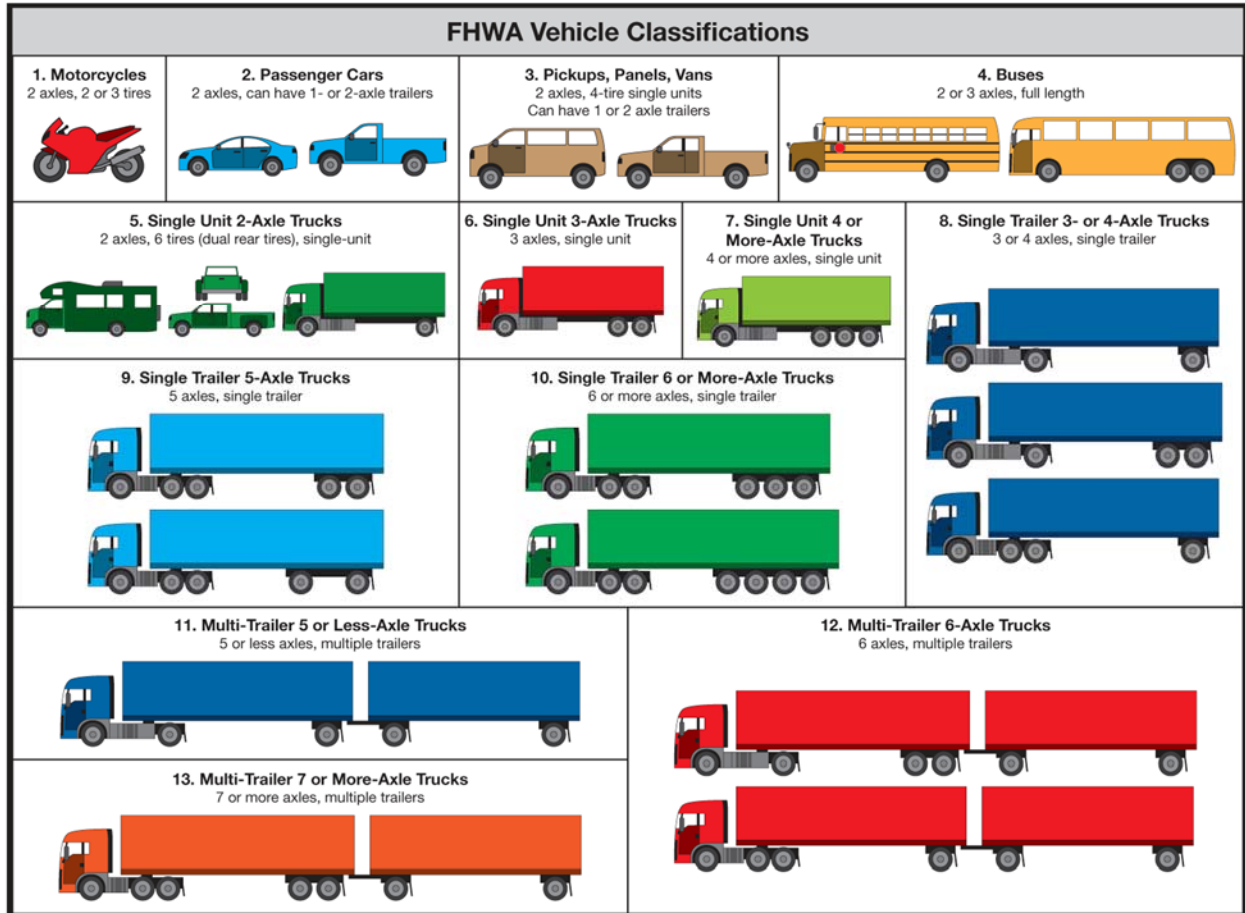 FHWA Vehicle Classifications
1. Motorcycles
2 axles, 2 or 3 tires
2. Passenger Cars
2 axles, can have 1- or 2-axle trailers
3. Pickups, Panels, Vans
2 axles, 4-tire single units
Can have 1 or 2 axle trailers
4. Buses
2 or 3 axles, full length
5. Single Unit 2-Axle Trucks
2 axles, 6 tires (dual rear tires), single-unit
6. Single Unit 3-Axle Trucks
3 axles, single unit
7. Single Unit 4 or
More-Axle Trucks
4 or more axles, single unit
8. Single Trailer 3- or 4-Axle Trucks
3 or 4 axles, single trailer
9. Single Trailer 5-Axle Trucks
5 axles, single trailer
10. Single Trailer 6 or More-Axle Trucks
6 or more axles, single trailer
11. Multi-Trailer 5 or Less-Axle Trucks
5 or less axles, multiple trailers
12. Multi-Trailer 6-Axle Trucks
6 axles, multiple trailers
13. Multi-Trailer 7 or More-Axle Trucks
7 or more axles, multiple trailers